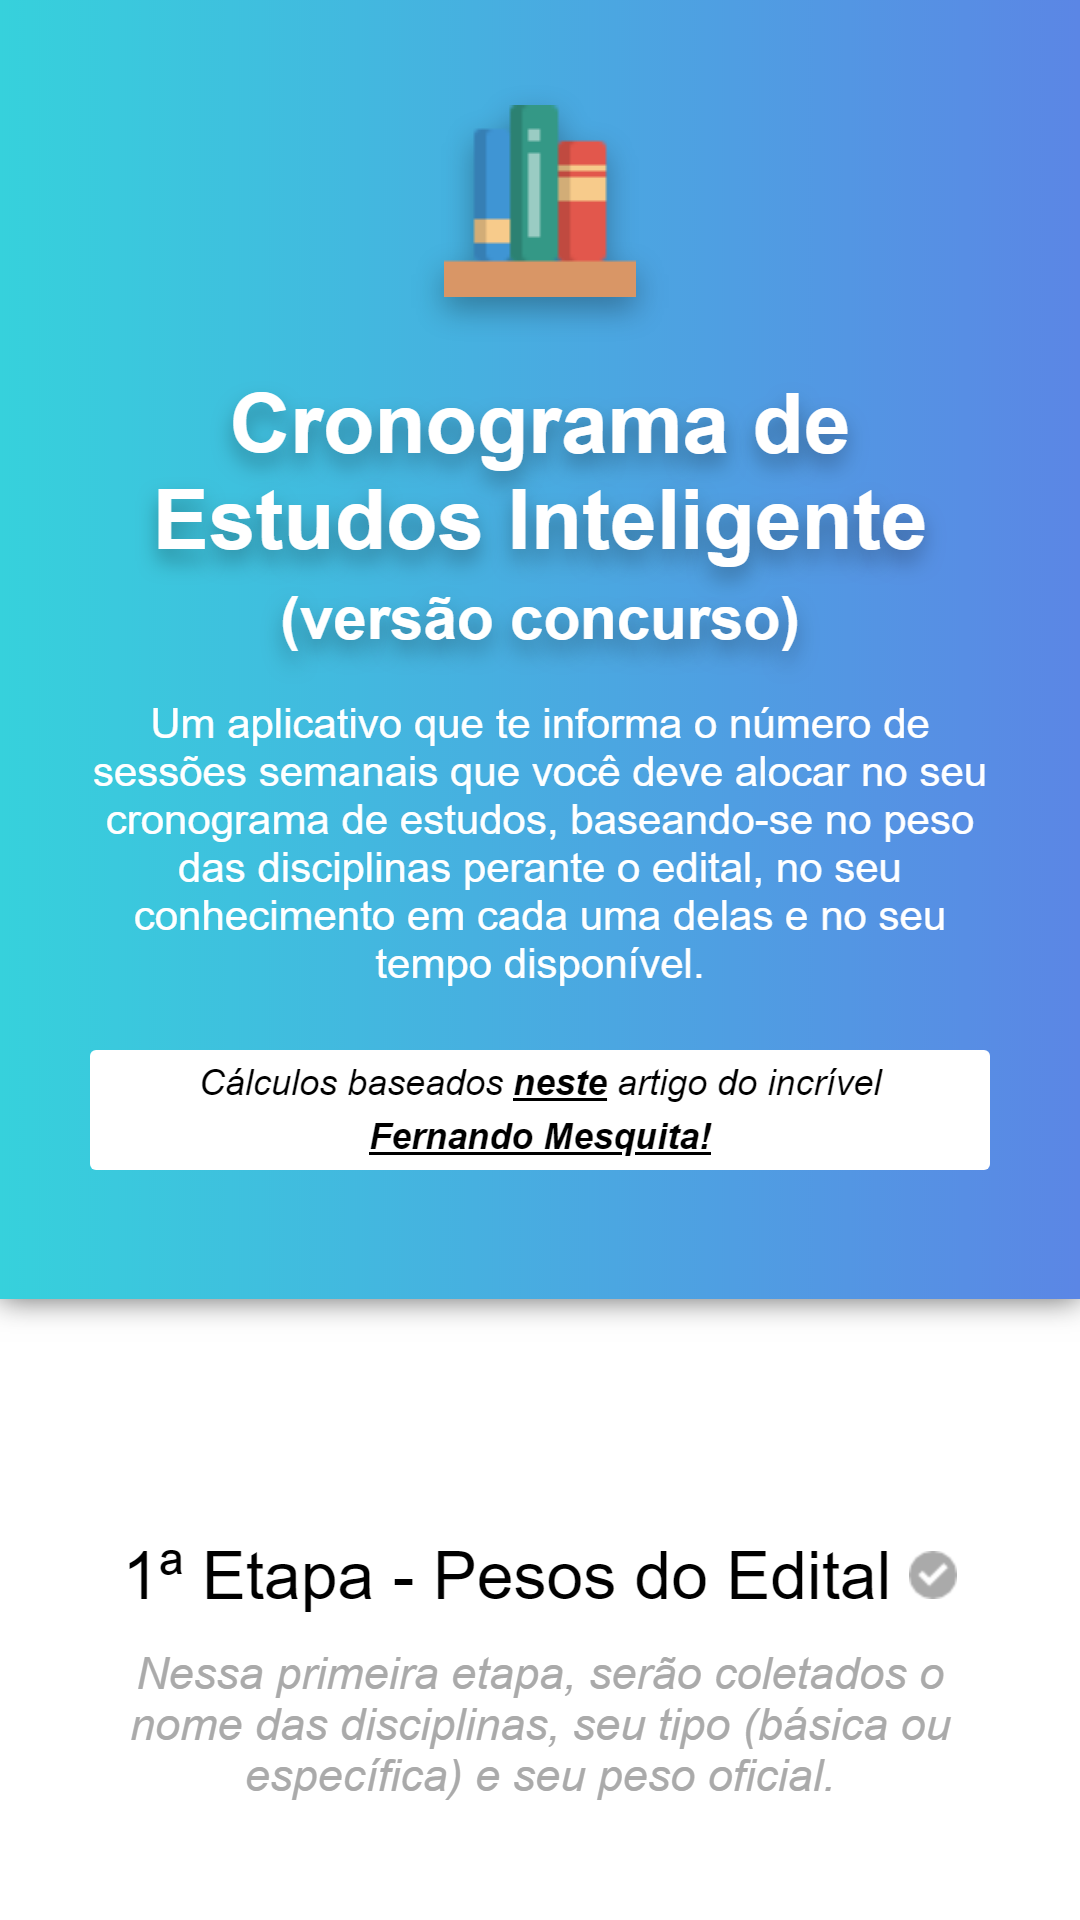 Cronograma de
Estudos Inteligente
(versão concurso)
Um aplicativo que te informa o número de
sessões semanais que você deve alocar no seu
cronograma de estudos, baseando-se no peso
das disciplinas perante o edital, no seu
conhecimento em cada uma delas e no seu
tempo disponível.
Cálculos baseados neste artigo do incrível
Fernando Mesquita!
1ª Etapa - Pesos do Edital
Nessa primeira etapa, serão coletados o
nome das disciplinas, seu tipo (básica ou
específica) e seu peso oficial.